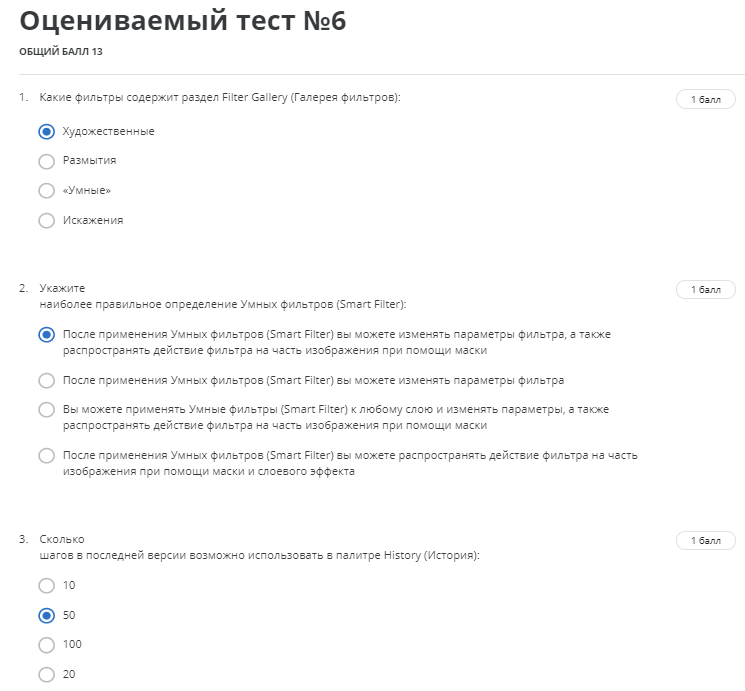 Оцениваемый тест №6
ОБЩИЙ БАЛЛ 13
1. Какие фильтры содержит раздел Filter Gallery (Галерея фильтров):
1 балл
Художественные
Размытия
«Умные»
Искажения
2. Укажите
наиболее правильное определение Умных фильтров (Smart Filter):
1 балл
После применения Умных фильтров (Smart Filter) вы можете изменять параметры фильтра, а также
распространять действие фильтра на часть изображения при помощи маски
После применения Умных фильтров (Smart Filter) вы можете изменять параметры фильтра
Вы можете применять Умные фильтры (Smart Filter) к любому слою и изменять параметры, а также
распространять действие фильтра на часть изображения при помощи маски
После применения Умных фильтров (Smart Filter) вы можете распространять действие фильтра на часть
изображения при помощи маски и слоевого эффекта
3. Сколько
шагов в последней версии возможно использовать в палитре History (История):
1 балл
10
50
100
20